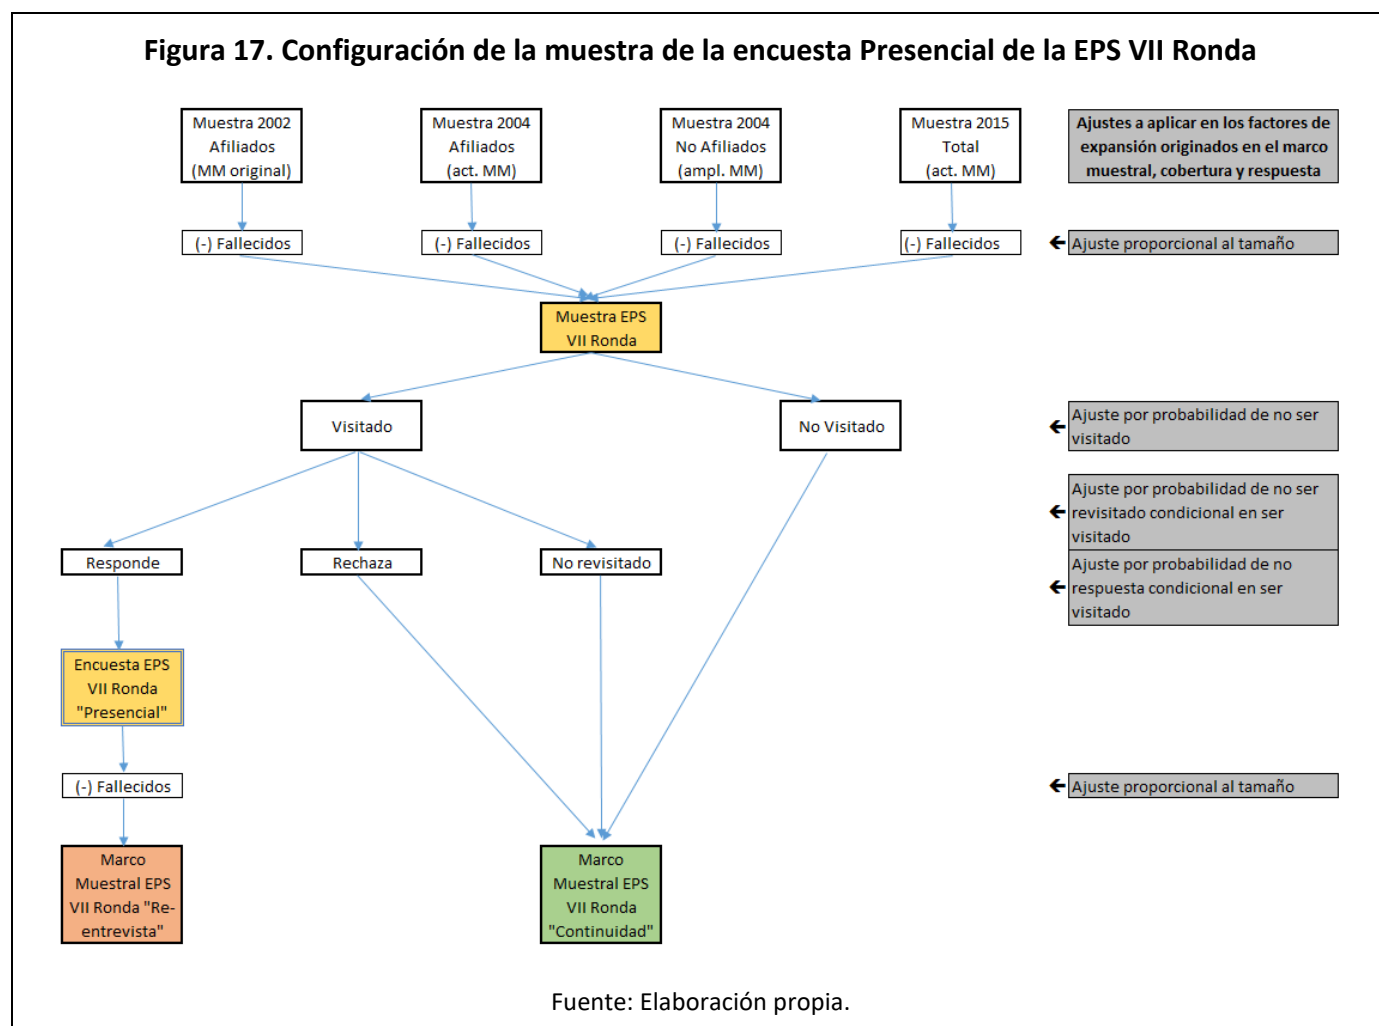 Figura 17. Configuración de la muestra de la encuesta Presencial de la EPS VII Ronda
Muestra 2002
Afiliados
(MM original)
Muestra 2004
Afiliados
(act. MM)
Muestra 2004
No Afiliados
(ampl. MM)
Muestra 2015
Total
(act. MM)
Ajustes a aplicar en los factores de
expansión originados en el marco
muestral, cobertura y respuesta
(-) Fallecidos
(-) Fallecidos
(-) Fallecidos
(-) Fallecidos
Ajuste proporcional al tamaño
Muestra EPS
VII Ronda
Visitado
No Visitado
Ajuste por probabilidad de no ser
visitado
Ajuste por probabilidad de no ser
revisitado condicional en ser
visitado
Responde
Rechaza
No revisitado
Ajuste por probabilidad de no
respuesta condicional en ser
visitado
Encuesta EPS
VII Ronda
"Presencial"
(-) Fallecidos
Ajuste proporcional al tamaño
Marco
Muestral EPS
VII Ronda "Re-
entrevista"
Marco
Muestral EPS
VII Ronda
"Continuidad"
Fuente: Elaboración propia.